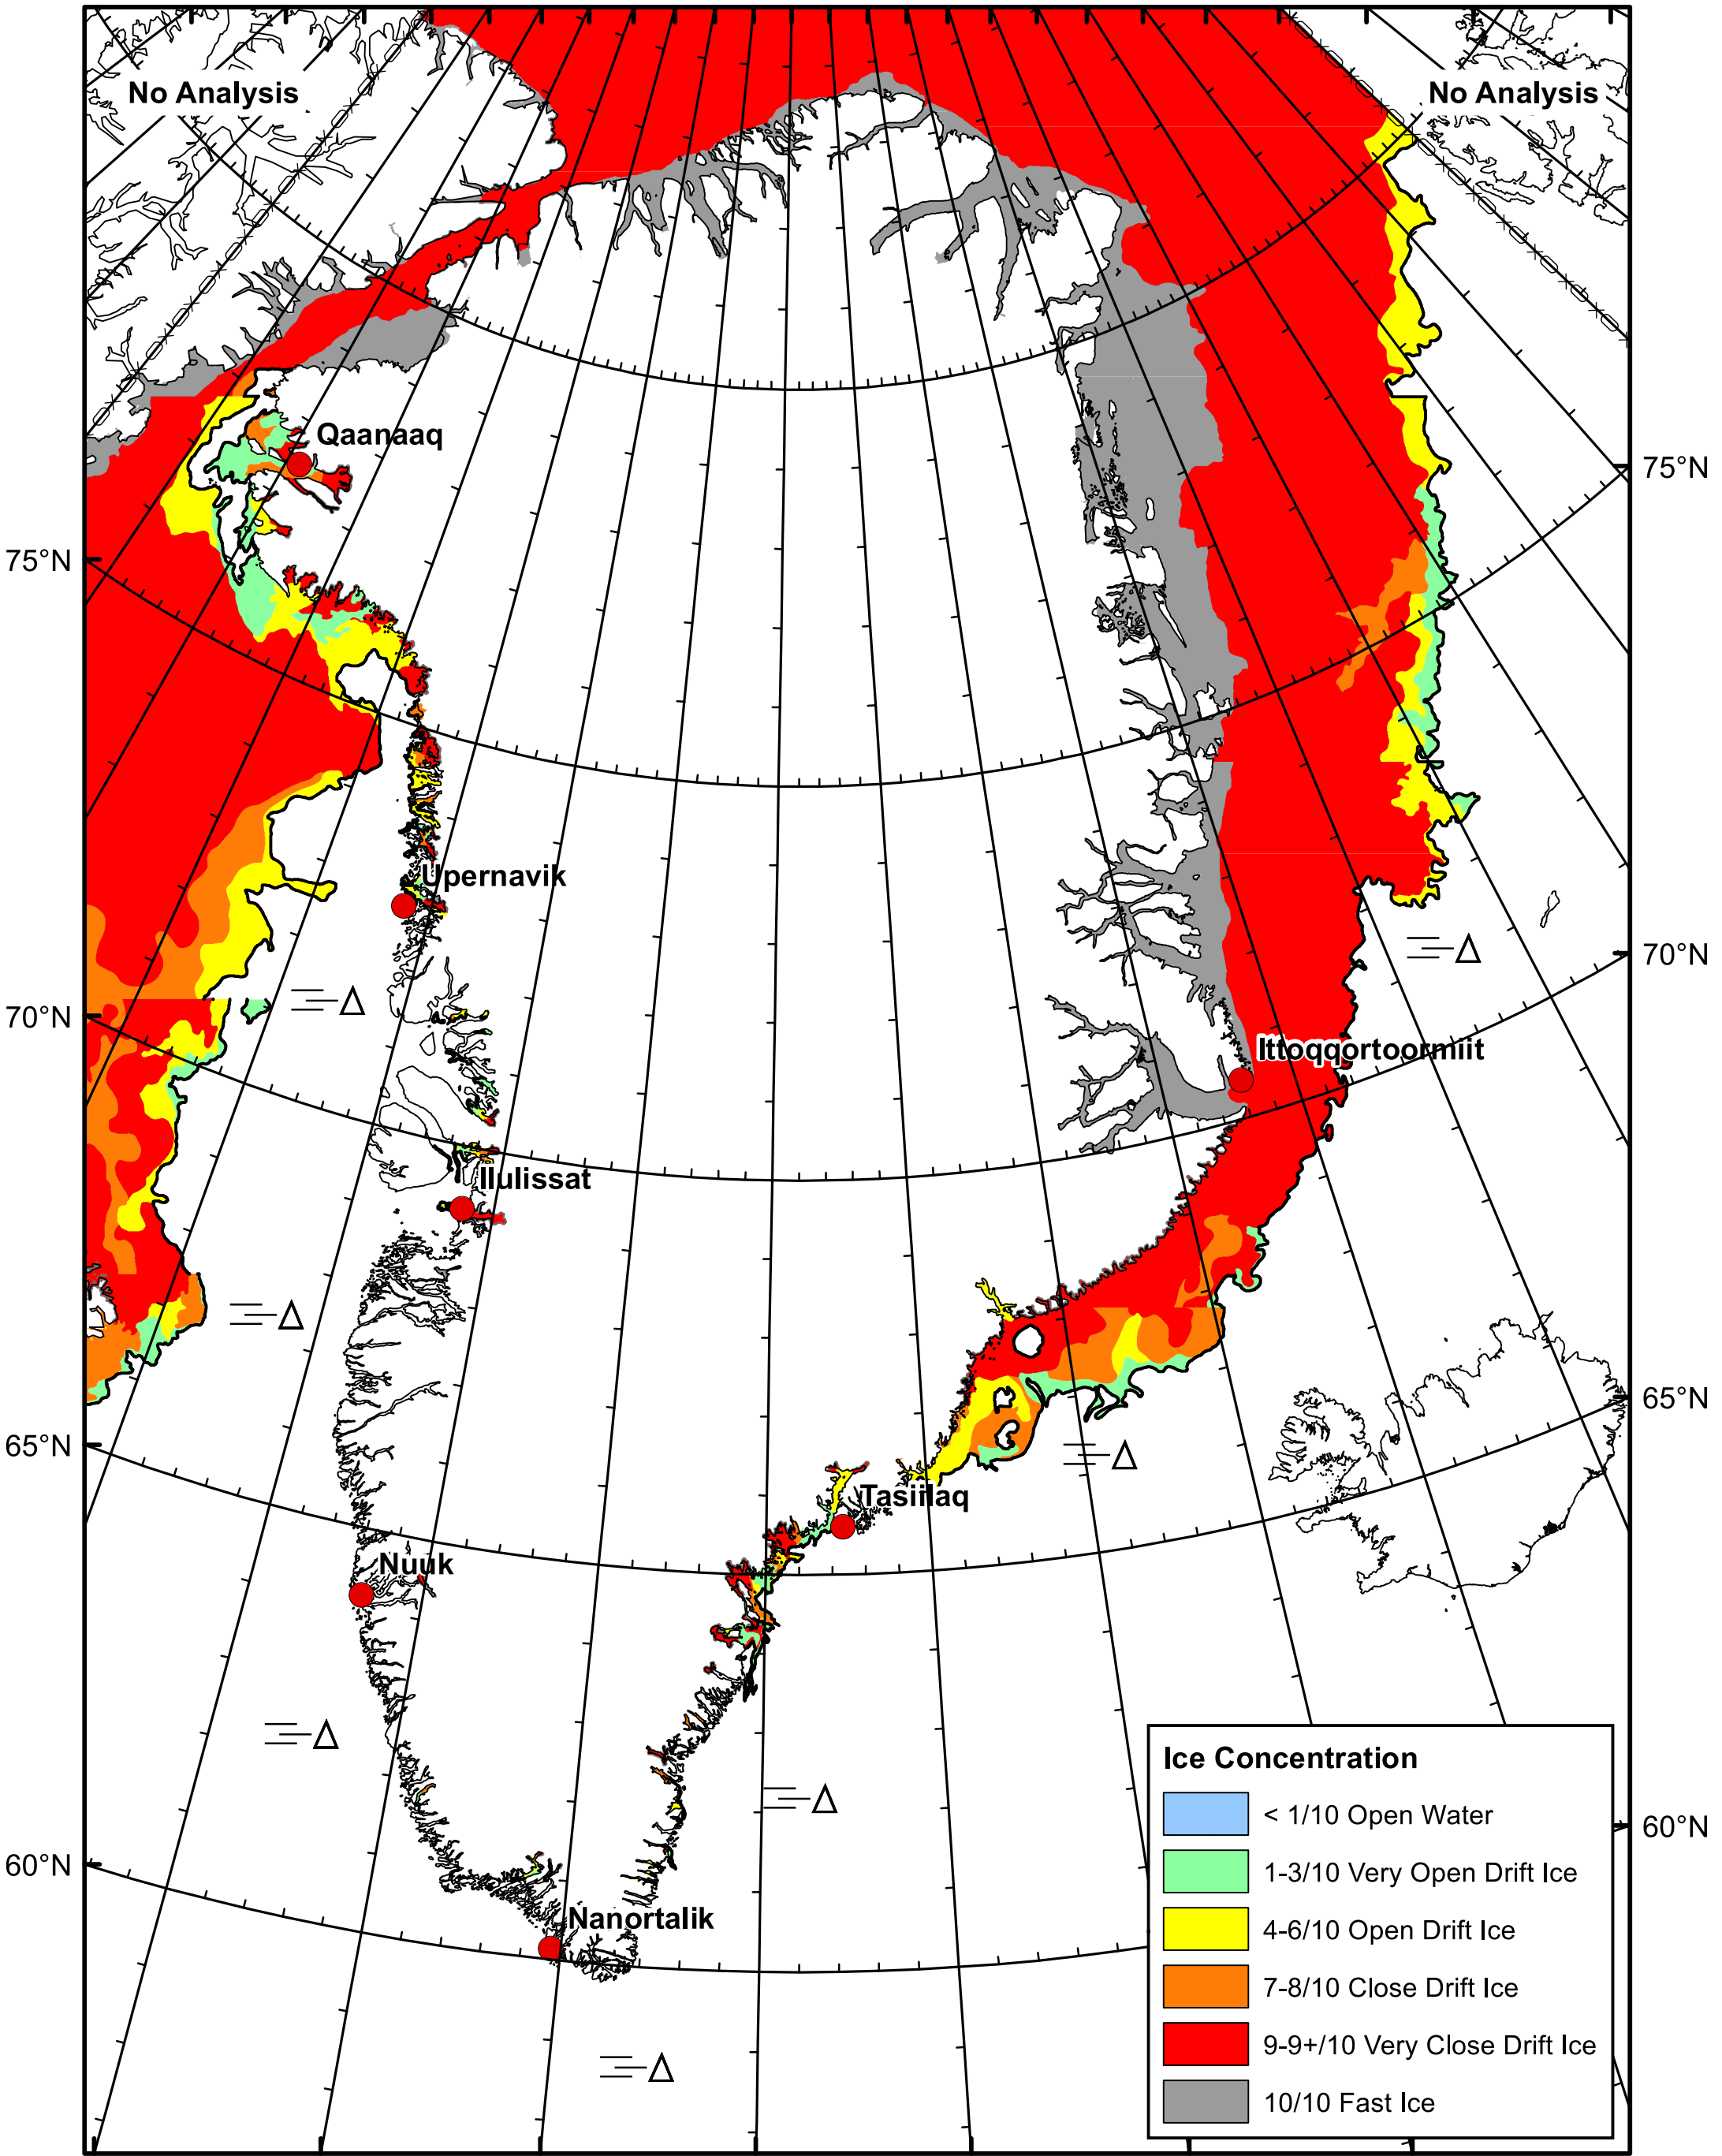 No Analysis
No Analysis
Qaanaaq
75°N
75°N
Upernavik
70°N
70°N
Ittoqqortoormiit
Ilulissat
65°N
65°N
Tasiilaq
Nuuk
60°N
60°N
Nanortalik
Ice Concentration
< 1/10 Open Water
1-3/10 Very Open Drift Ice
4-6/10 Open Drift Ice
7-8/10 Close Drift Ice
9-9+/10 Very Close Drift Ice
10/10 Fast Ice